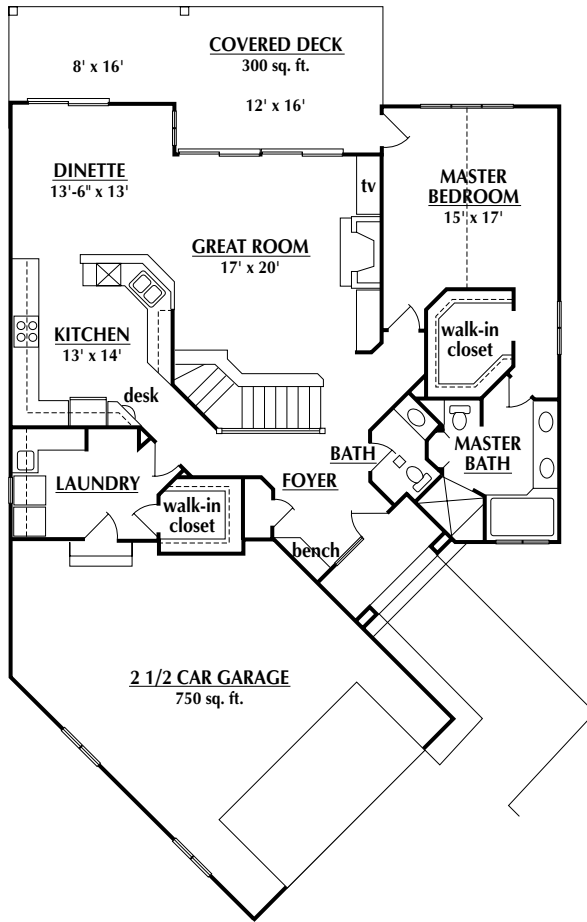 COVERED DECK
300 sq. ft.
8' x 16'
12' x 16'
DINETTE
13'-6" x 13'
tv
MASTER
BEDROOM
15' x 17'
GREAT ROOM
17' x 20'
KITCHEN
13' x 14'
walk-in
closet
desk
BATH
MASTER
BATH
LAUNDRY
FOYER
walk-in
closet
bench
2 1/2 CAR GARAGE
750 sq. ft.